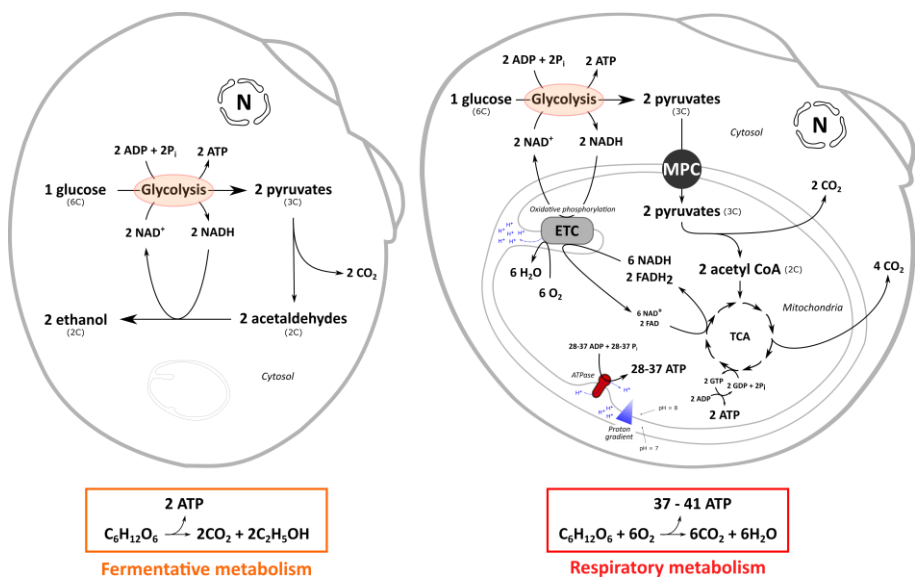 N
2 ADP + 2Pᵢ
2 ATP
1 glucose
(6C)
Glycolysis
2 pyruvates
(3C)
2 NAD⁺
2 NADH
2 CO₂
2 ethanol
(2C)
2 acetaldehydes
(2C)
Cytosol
2 ATP
C₆H₁₂O₆ → 2CO₂ + 2C₂H₅OH
Fermentative metabolism
2 ADP + 2Pᵢ
2 ATP
1 glucose
(6C)
Glycolysis
2 pyruvates
(3C)
2 NAD⁺
2 NADH
Cytosol
N
MPC
2 CO₂
2 pyruvates (3C)
Oxidative phosphorylation
ETC
H⁺ H⁺
H⁺ H⁺ H⁺
H⁺ H⁺
6 H₂O
6 O₂
6 NADH
2 FADH₂
2 acetyl CoA (2C)
4 CO₂
Mitochondria
6 NAD⁺
2 FAD
TCA
28-37 ADP + 28-37 Pᵢ
28-37 ATP
ATPase
H⁺
H⁺
2 GTP
2 GDP + 2Pᵢ
2 ADP
2 ATP
H⁺ H⁺
H⁺ H⁺
Proton
gradient
pH = 8
pH = 7
37 - 41 ATP
C₆H₁₂O₆ + 6O₂ → 6CO₂ + 6H₂O
Respiratory metabolism